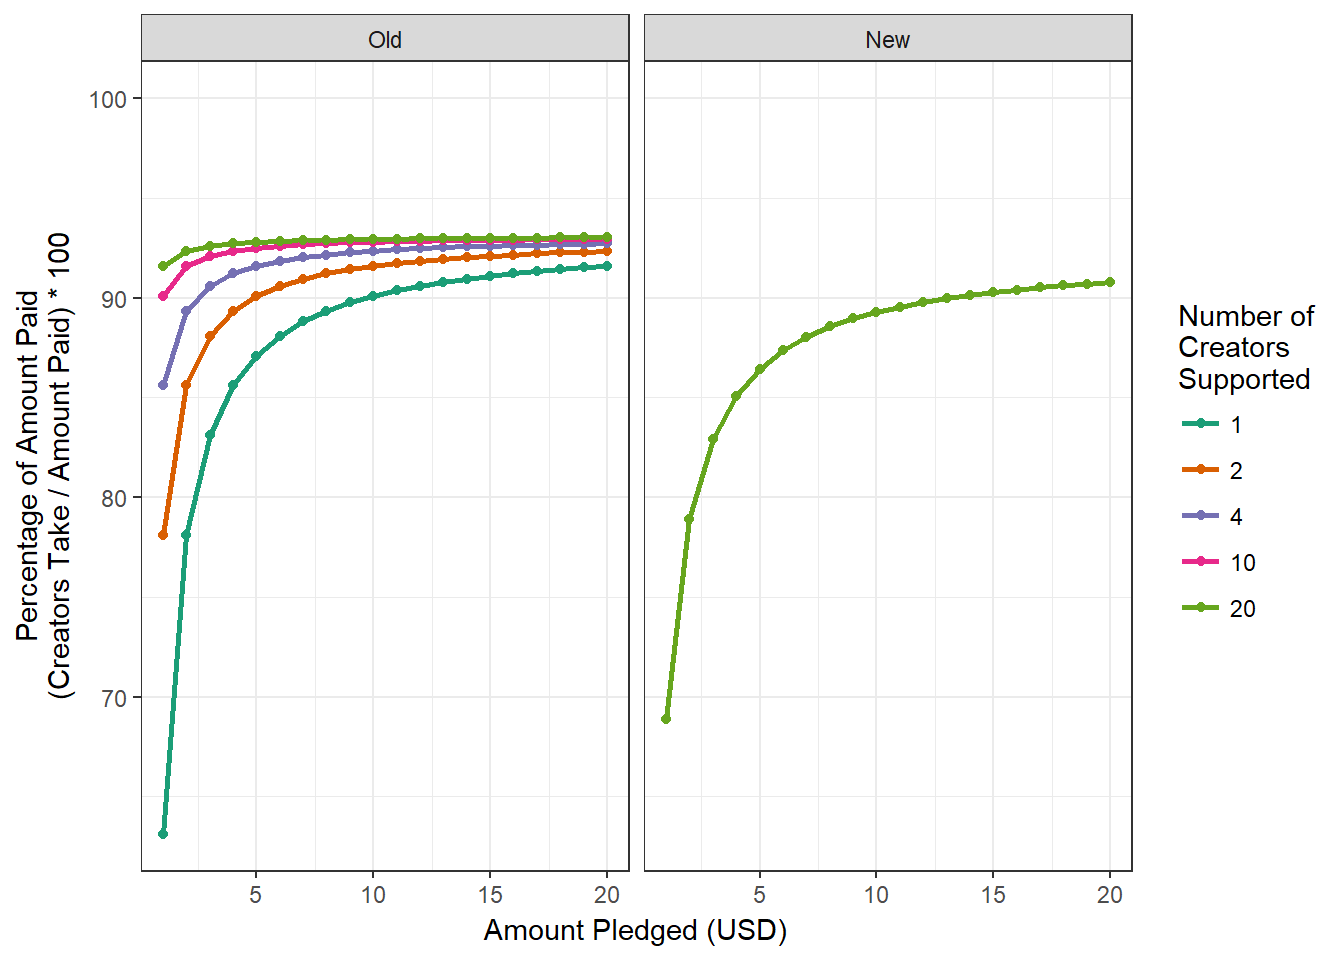 Old
New
100
90
80
70
Percentage of Amount Paid
(Creators Take / Amount Paid) * 100
5
10
15
20
5
10
15
20
Amount Pledged (USD)
Number of
Creators
Supported
1
2
4
10
20